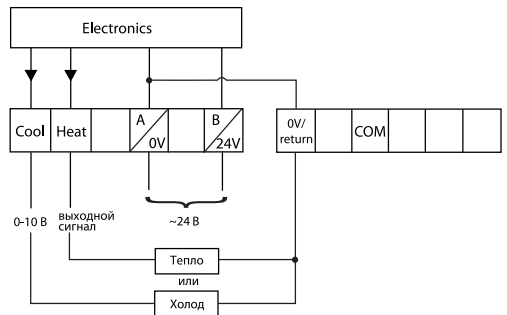 Electronics
Cool
Heat
A
0V
B
24V
0V/
return
COM
0–10 В
выходной
сигнал
~24 В
Тепло
или
Холод